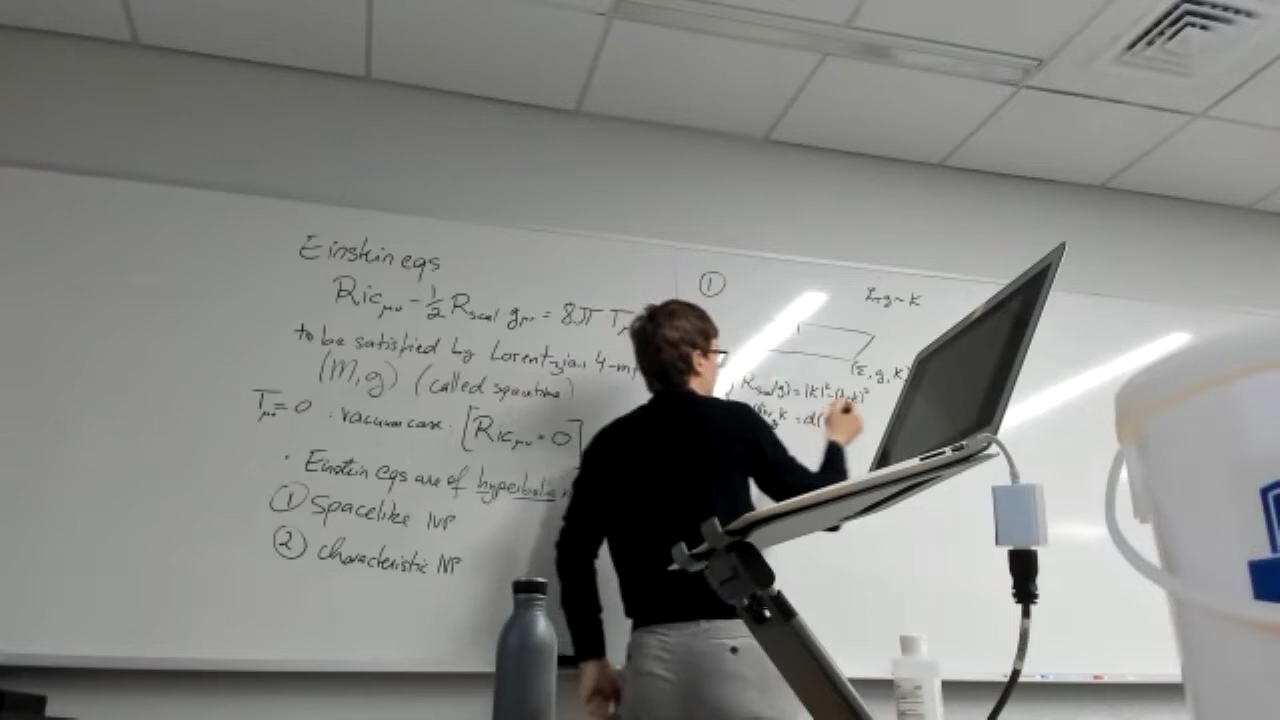 Einstein eqs
Ric_μν - 1/2 R_scal g_μν = 8π T_μ
to be satisfied by Lorentzian 4-m
(M, g) (called spacetime)
T_μν = 0 · vacuum case. [Ric_μν = 0]
· Einstein eqs are of hyperbolic
① Spacelike IVP
② characteristic IVP
①
L_T g ~ K
(Σ, g, K)
R_scal(g) = |K|² - (tr K)²
K = d(